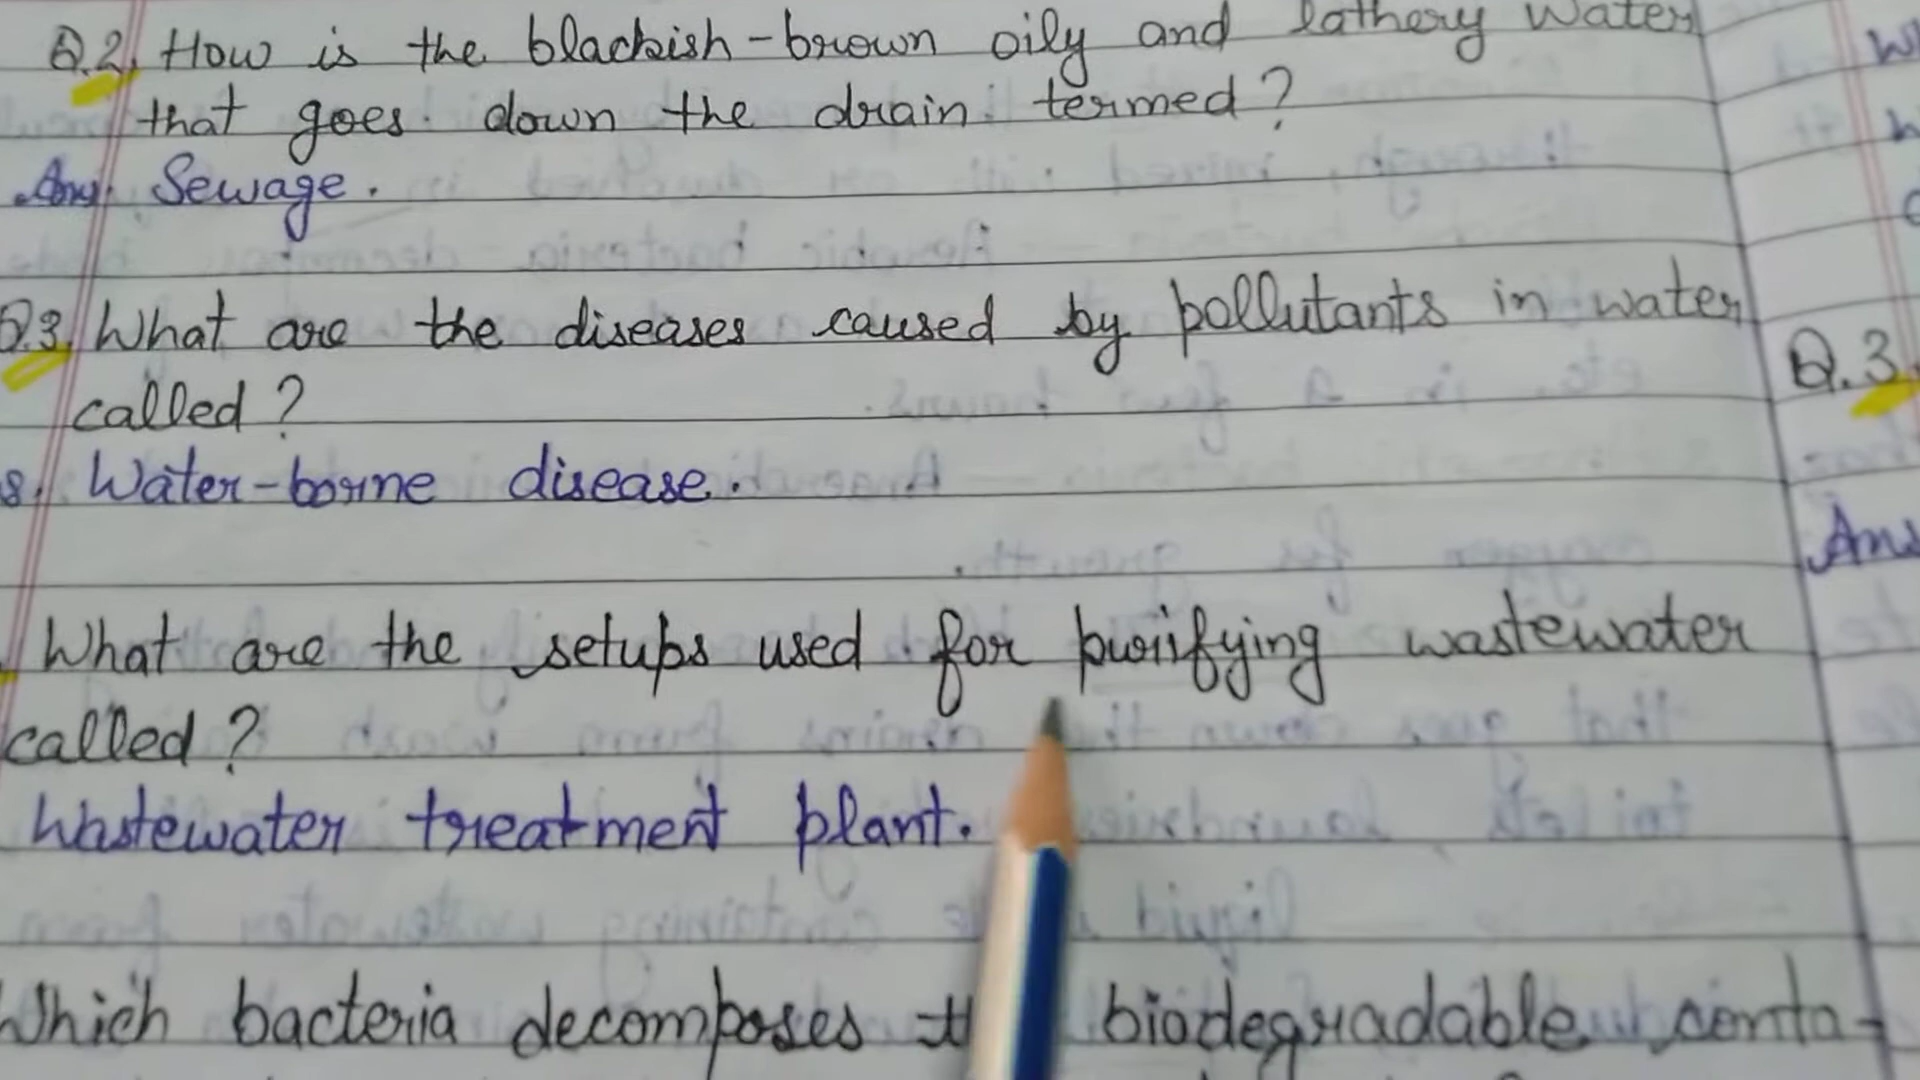 Q.2. How is the blackish-brown oily and lathery water
that goes down the drain termed?
Ans. Sewage.
Q.3. What are the diseases caused by pollutants in water
called?
s. Water-borne disease.
What are the setups used for purifying wastewater
called?
Wastewater treatment plant.
Which bacteria decomposes biodegradable conta-
Q.3.
Ans